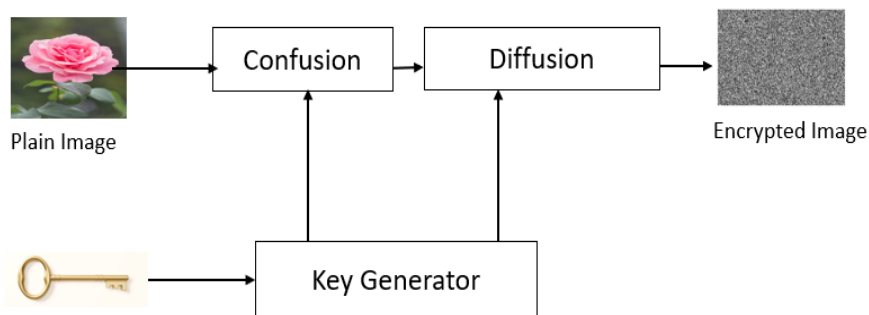 Confusion
Diffusion
Plain Image
Encrypted Image
Key Generator